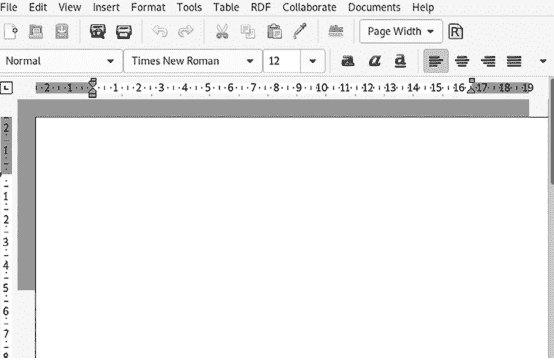 File Edit View Insert Format Tools Table RDF Collaborate Documents Help
Page Width R
Normal Times New Roman 12 a a a
2 1 1 2 3 4 5 6 7 8 9 10 11 12 13 14 15 16 17 18 19
2
1
1
2
3
4
5
6
7
8